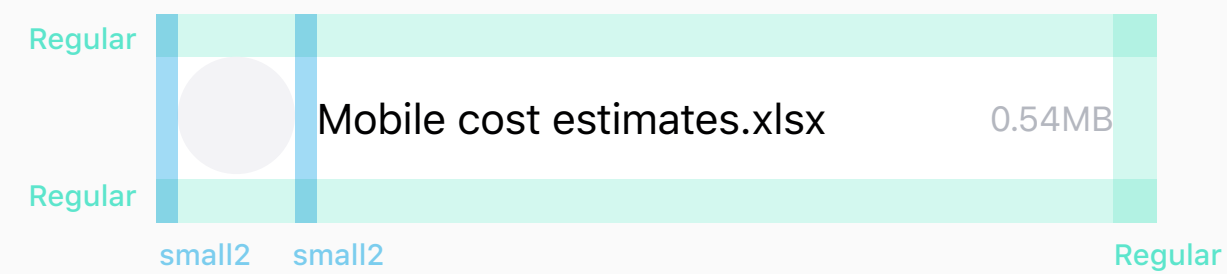 Regular
Mobile cost estimates.xlsx 0.54MB
Regular
small2 small2 Regular